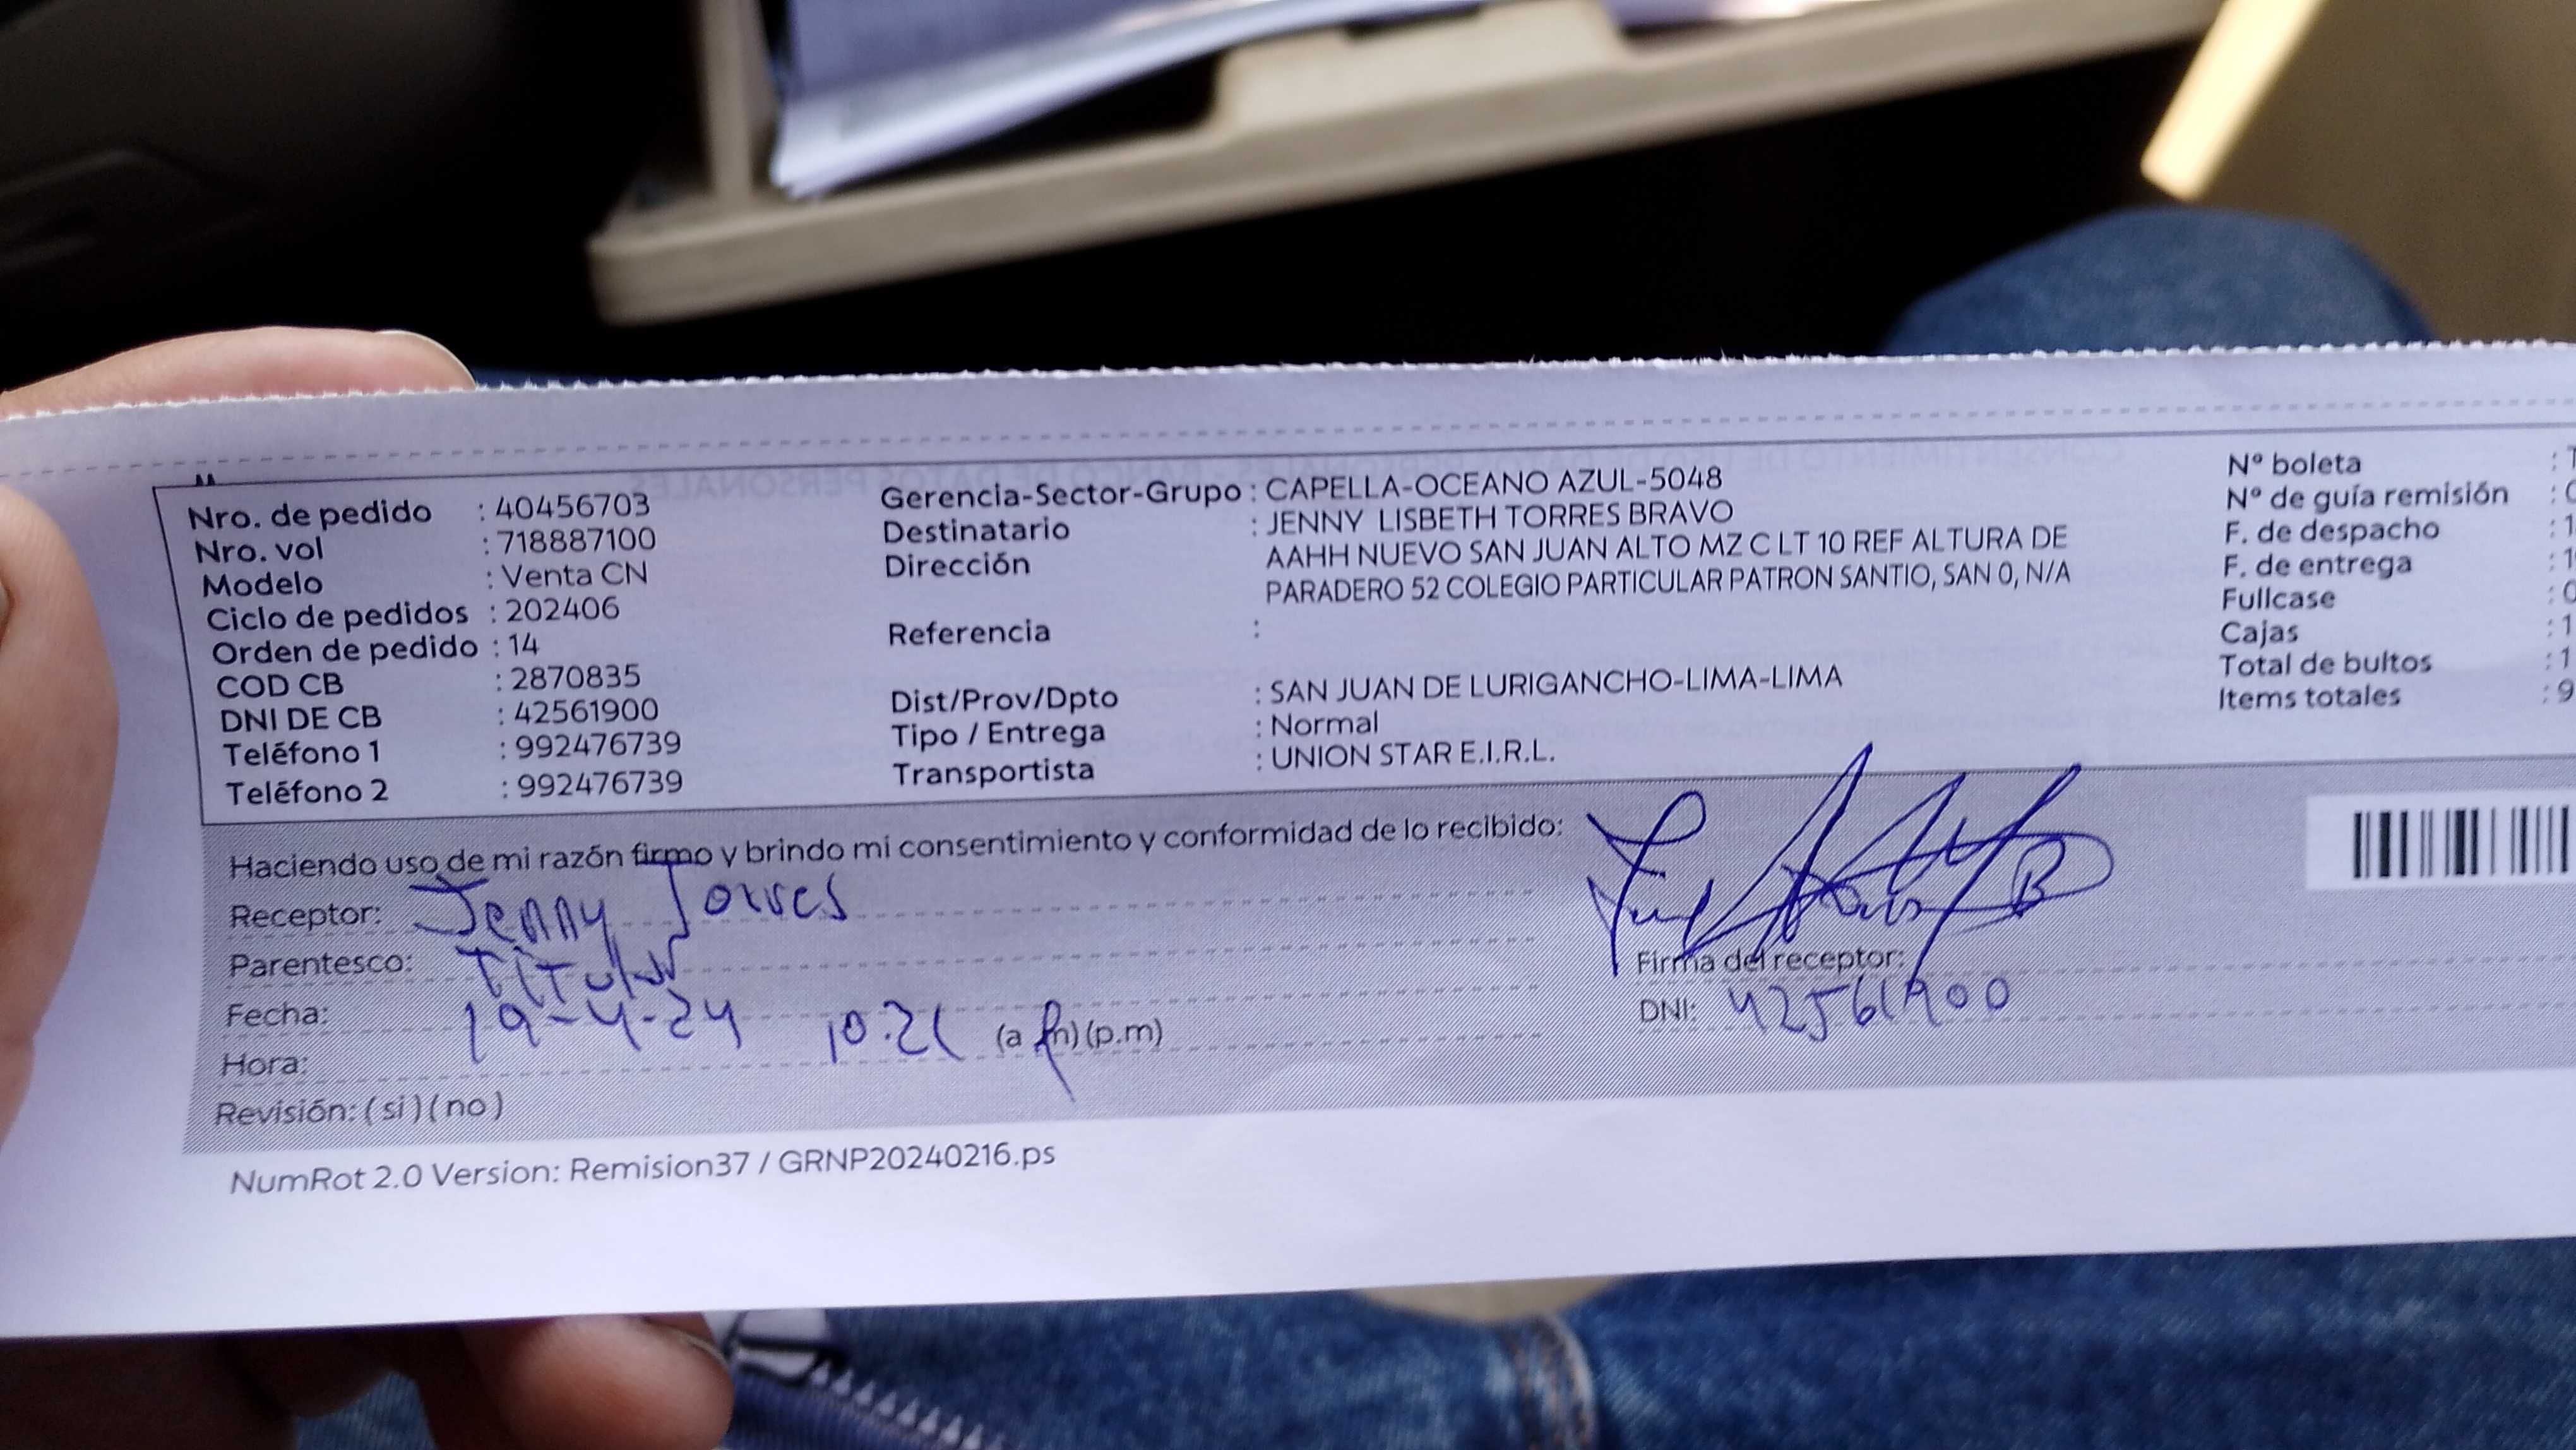 Nro. de pedido : 40456703
Nro. vol : 718887100
Modelo : Venta CN
Ciclo de pedidos : 202406
Orden de pedido : 14
COD CB : 2870835
DNI DE CB : 42561900
Teléfono 1 : 992476739
Teléfono 2 : 992476739
Gerencia-Sector-Grupo : CAPELLA-OCEANO AZUL-5048
Destinatario : JENNY LISBETH TORRES BRAVO
Dirección AAHH NUEVO SAN JUAN ALTO MZ C LT 10 REF ALTURA DE
PARADERO 52 COLEGIO PARTICULAR PATRON SANTIO, SAN 0, N/A
Referencia :
Dist/Prov/Dpto : SAN JUAN DE LURIGANCHO-LIMA-LIMA
Tipo / Entrega : Normal
Transportista : UNION STAR E.I.R.L.
Nº boleta :
Nº de guía remisión :
F. de despacho : 1
F. de entrega : 1
Fullcase :
Cajas : 1
Total de bultos : 1
Items totales : 9
Haciendo uso de mi razón firmo y brindo mi consentimiento y conformidad de lo recibido:
Receptor: Jenny Torres
Parentesco: Titular
Fecha: 19-4-24
Hora: 10.21 (a.m) (p.m)
Revisión: (si) (no)
Firma del receptor:
DNI: 42561900
NumRot 2.0 Version: Remision37 / GRNP20240216.ps